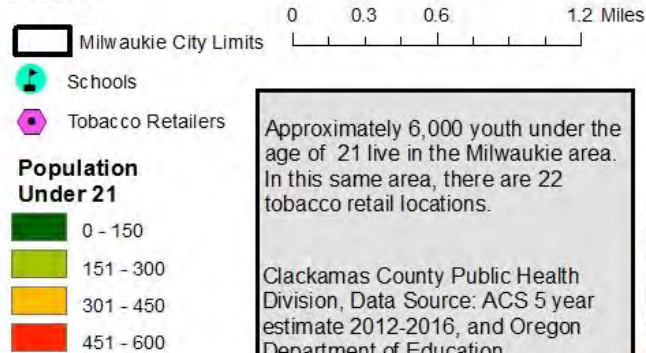 0 0.3 0.6 1.2 Miles
Milwaukie City Limits
Schools
Tobacco Retailers
Population
Under 21
0 - 150
151 - 300
301 - 450
451 - 600
Approximately 6,000 youth under the
age of 21 live in the Milwaukie area.
In this same area, there are 22
tobacco retail locations.
Clackamas County Public Health
Division, Data Source: ACS 5 year
estimate 2012-2016, and Oregon
Department of Education